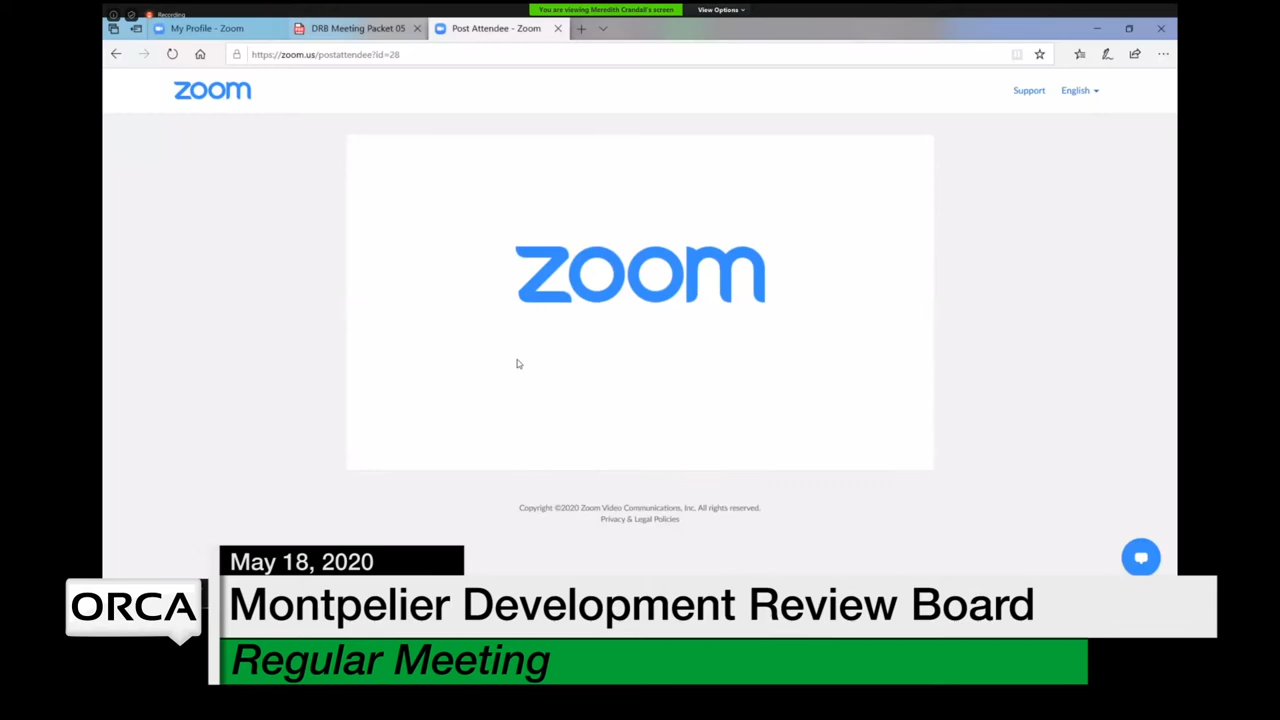 You are viewing Meredith Crandall's screen
View Options
Recording
My Profile - Zoom
DRB Meeting Packet 05
Post Attendee - Zoom
https://zoom.us/postattendee?id=28
zoom
Support
English
zoom
Copyright ©2020 Zoom Video Communications, Inc. All rights reserved.
Privacy & Legal Policies
May 18, 2020
ORCA
Montpelier Development Review Board
Regular Meeting